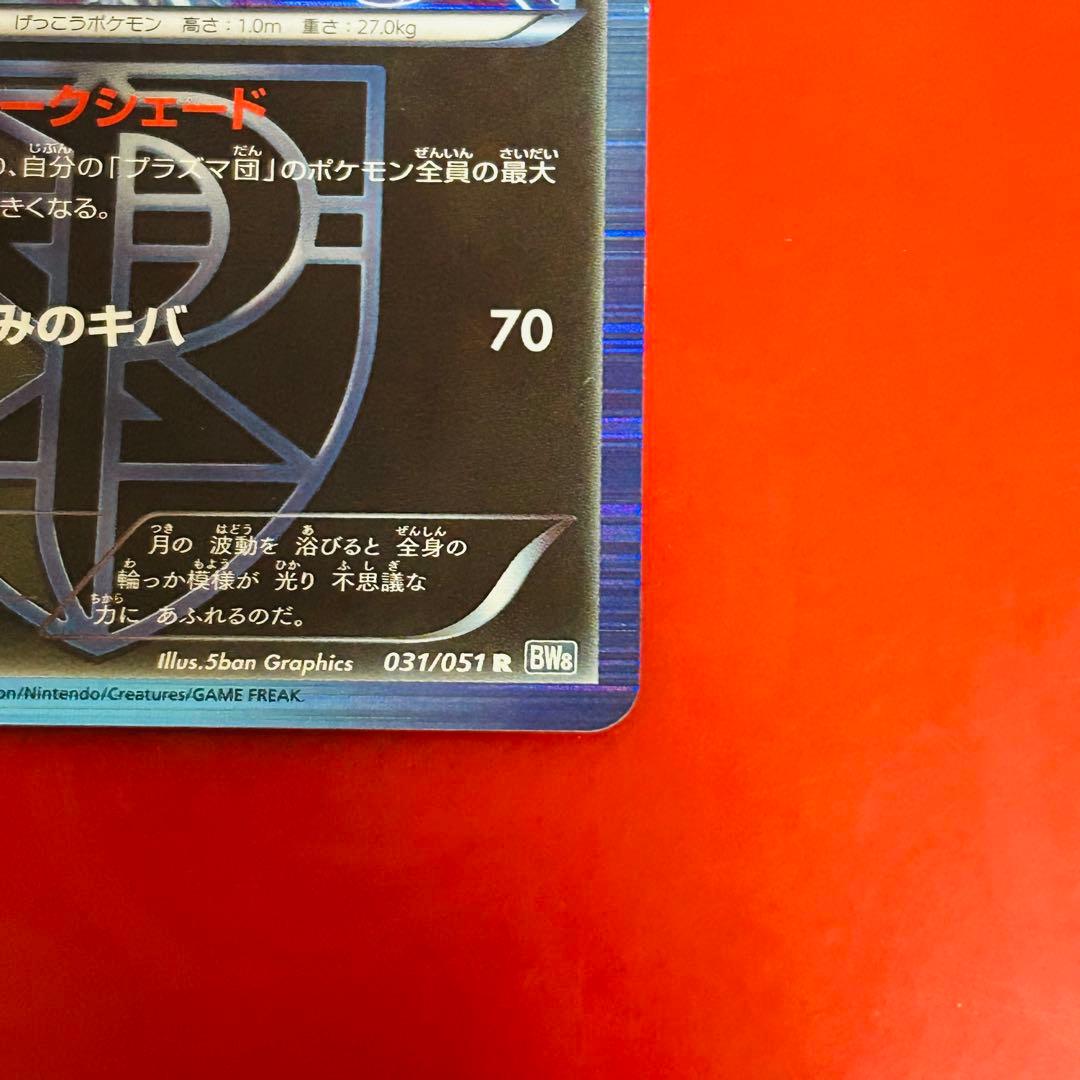 げっこうポケモン 高さ:1.0m 重さ:27.0kg
ークシェード
、自分の「プラズマ団」のポケモン全員の最大
きくなる。
みのキバ 70
月の 波動を 浴びると 全身の
輪っか模様が 光り 不思議な
力に あふれるのだ。
Illus.5ban Graphics 031/051 R BW8
on/Nintendo/Creatures/GAME FREAK.